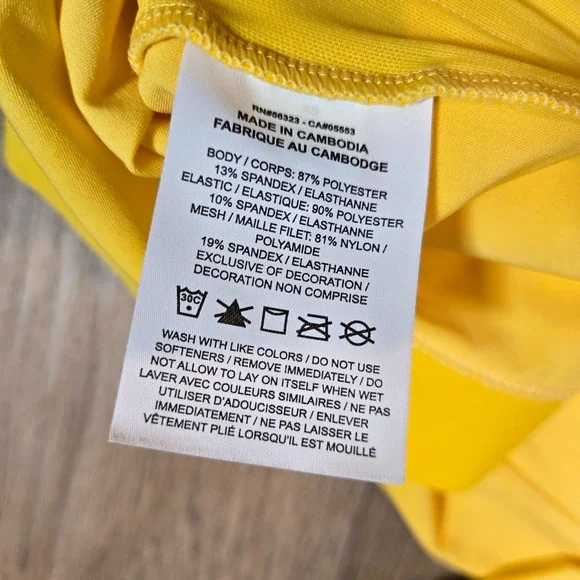 RN#56323 - CA#05553
MADE IN CAMBODIA
FABRIQUE AU CAMBODGE
BODY / CORPS: 87% POLYESTER
13% SPANDEX / ELASTHANNE
ELASTIC / ELASTIQUE: 90% POLYESTER
10% SPANDEX / ELASTHANNE
MESH / MAILLE FILET: 81% NYLON /
POLYAMIDE
19% SPANDEX / ELASTHANNE
EXCLUSIVE OF DECORATION /
DECORATION NON COMPRISE
30C
WASH WITH LIKE COLORS / DO NOT USE
SOFTENERS / REMOVE IMMEDIATELY / DO
NOT ALLOW TO LAY ON ITSELF WHEN WET
LAVER AVEC COULEURS SIMILAIRES / NE PAS
UTILISER D'ADOUCISSEUR / ENLEVER
IMMEDIATEMENT / NE PAS LAISSER LE
VÊTEMENT PLIÉ LORSQU'IL EST MOUILLÉ